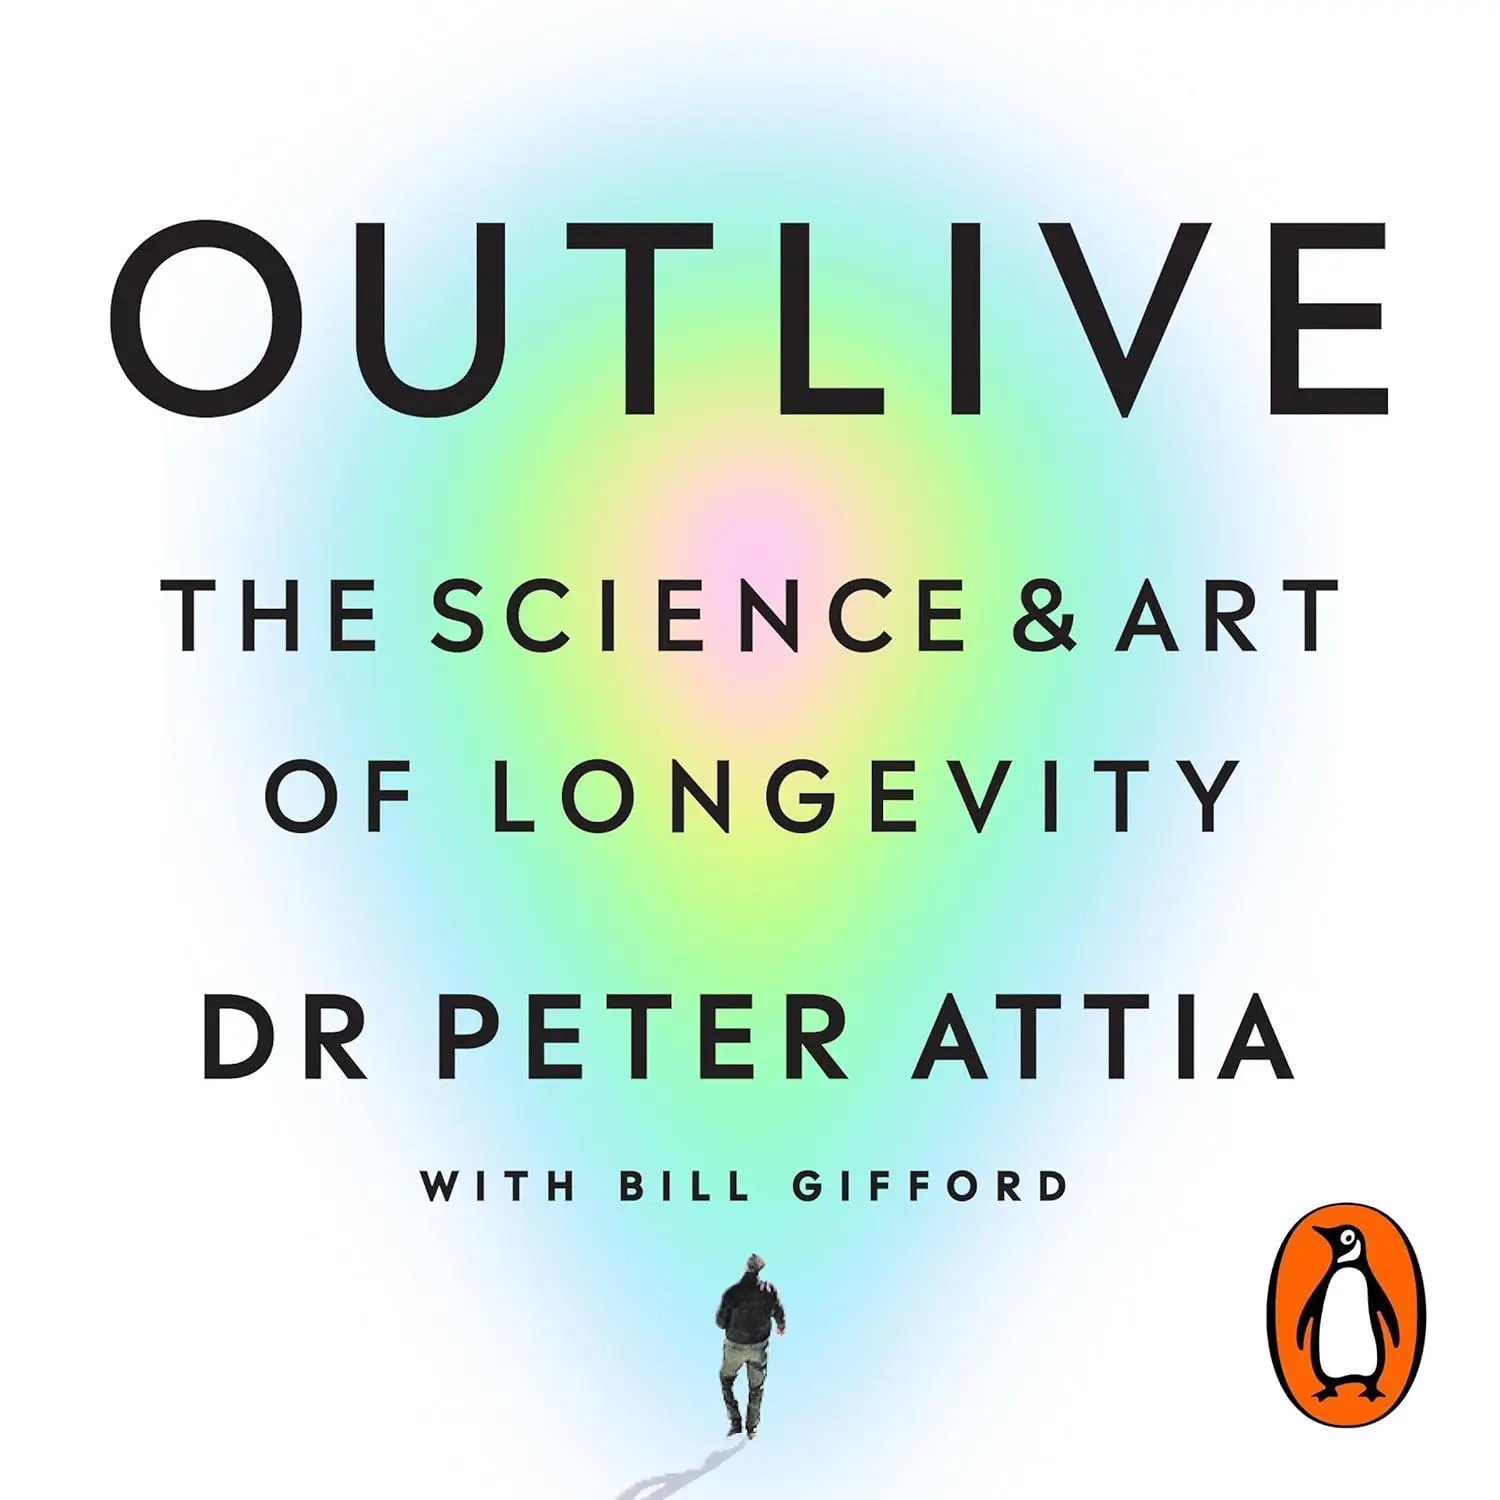 OUTLIVE
THE SCIENCE & ART
OF LONGEVITY
DR PETER ATTIA
WITH BILL GIFFORD